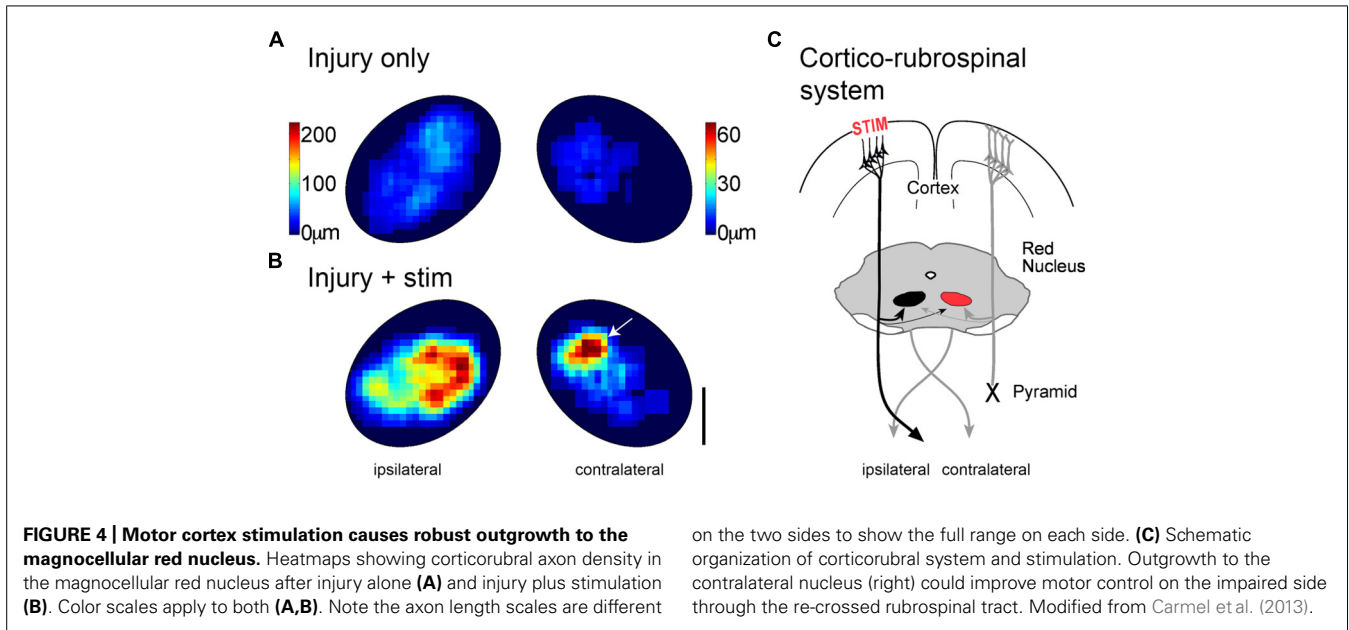 A
Injury only
200
100
0μm
60
30
0μm
B
Injury + stim
ipsilateral
contralateral
C
Cortico-rubrospinal
system
STIM
Cortex
Red
Nucleus
X Pyramid
ipsilateral contralateral
FIGURE 4 | Motor cortex stimulation causes robust outgrowth to the
magnocellular red nucleus. Heatmaps showing corticorubral axon density in
the magnocellular red nucleus after injury alone (A) and injury plus stimulation
(B). Color scales apply to both (A,B). Note the axon length scales are different
on the two sides to show the full range on each side. (C) Schematic
organization of corticorubral system and stimulation. Outgrowth to the
contralateral nucleus (right) could improve motor control on the impaired side
through the re-crossed rubrospinal tract. Modified from Carmel et al. (2013).